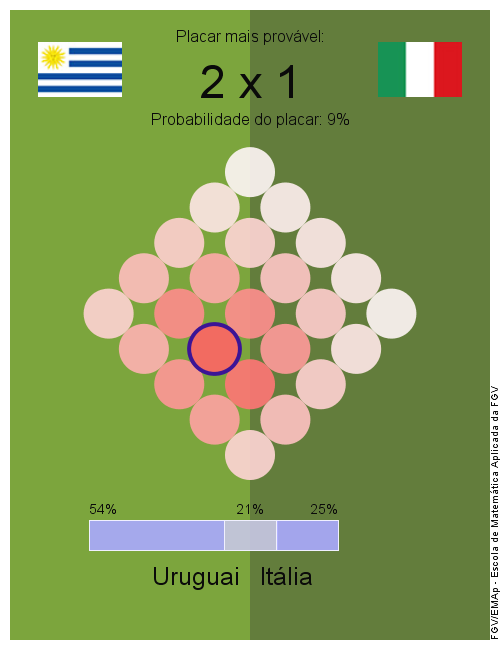 Placar mais provável:
2 x 1
Probabilidade do placar: 9%
54%
21%
25%
Uruguai
Itália
FGV/EMAp - Escola de Matemática Aplicada da FGV